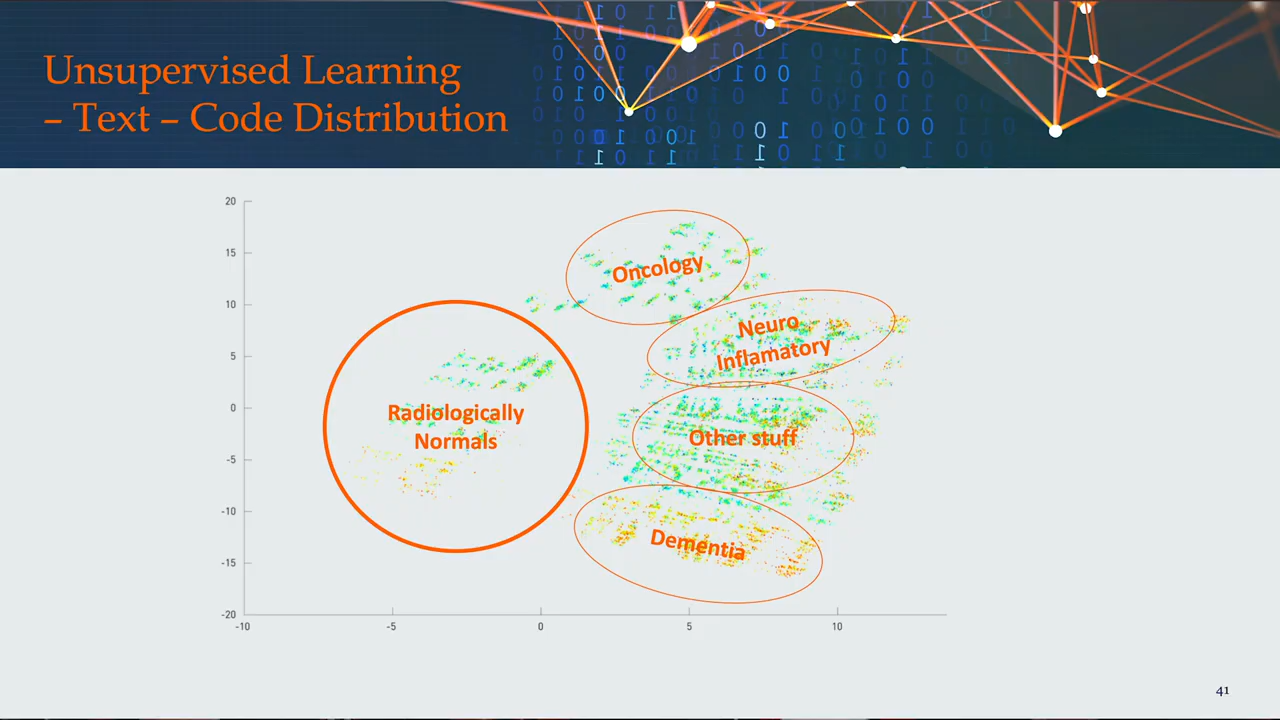 Unsupervised Learning
– Text – Code Distribution
20
15
10
5
0
-5
-10
-15
-20
-10
-5
0
5
10
Oncology
Neuro
Inflamatory
Radiologically
Normals
Other stuff
Dementia
41